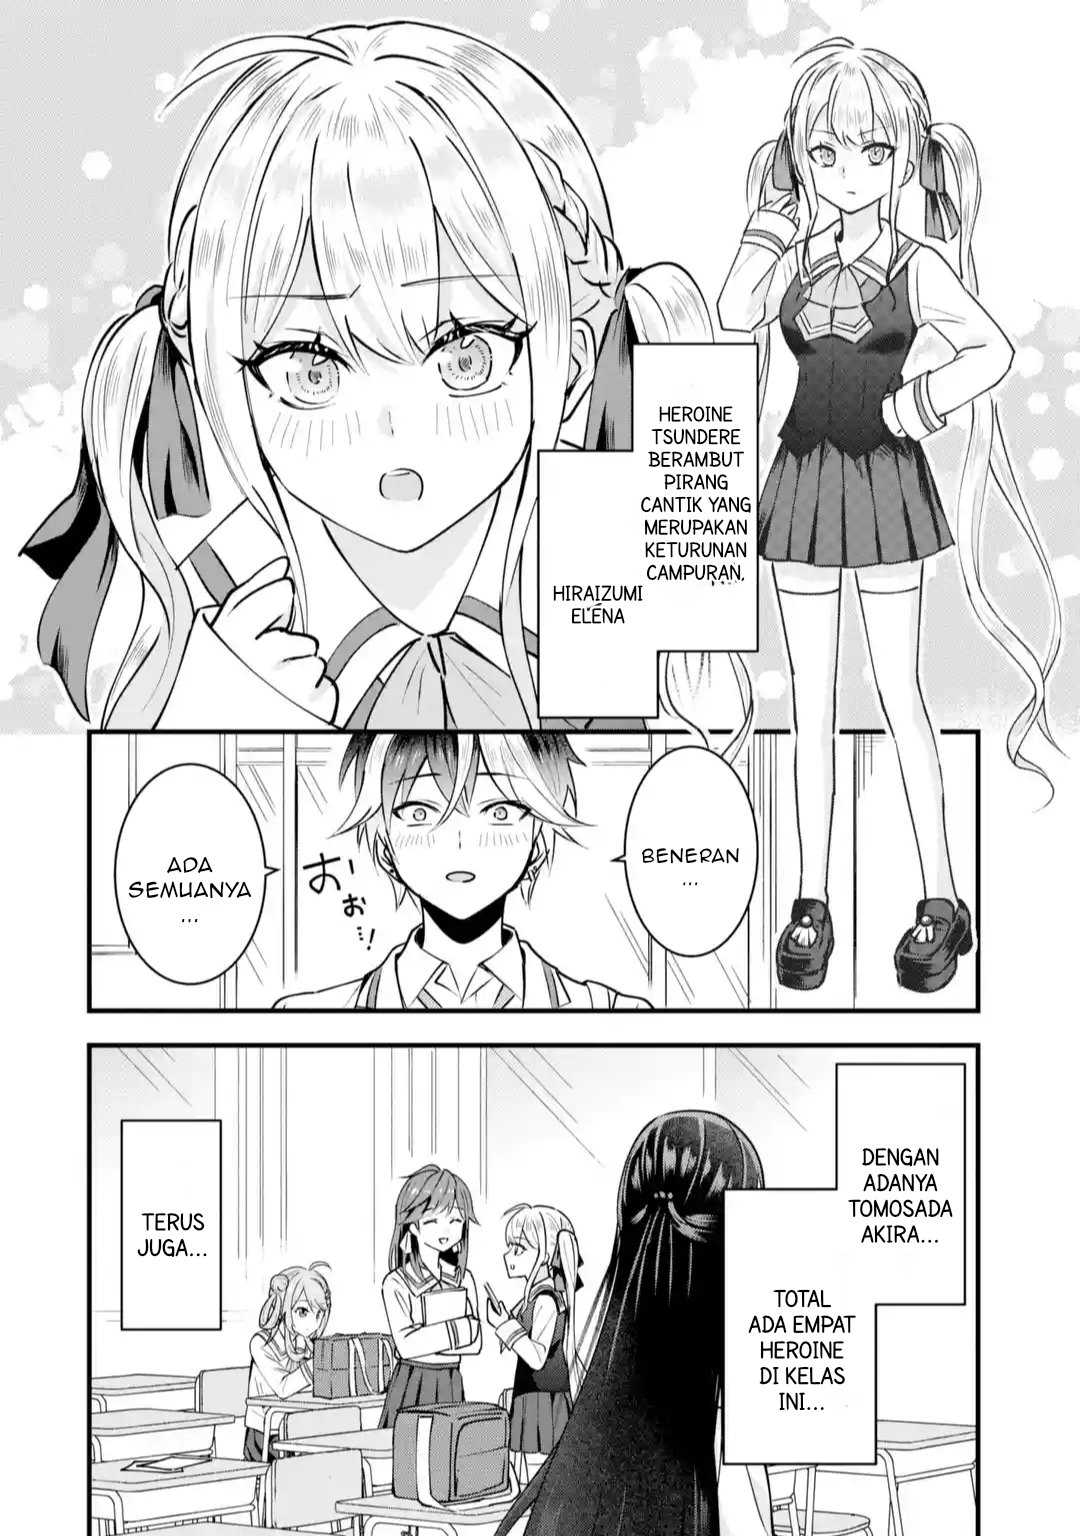 HEROINE
TSUNDERE
BERAMBUT
PIRANG
CANTIK YANG
MERUPAKAN
KETURUNAN
CAMPURAN,
HIRAIZUMI
ELÉNA
BENERAN
...
おぉ…!
ADA
SEMUANYA
...
DENGAN
ADANYA
TOMOSADA
AKIRA...
TOTAL
ADA EMPAT
HEROINE
DI KELAS
INI...
TERUS
JUGA...